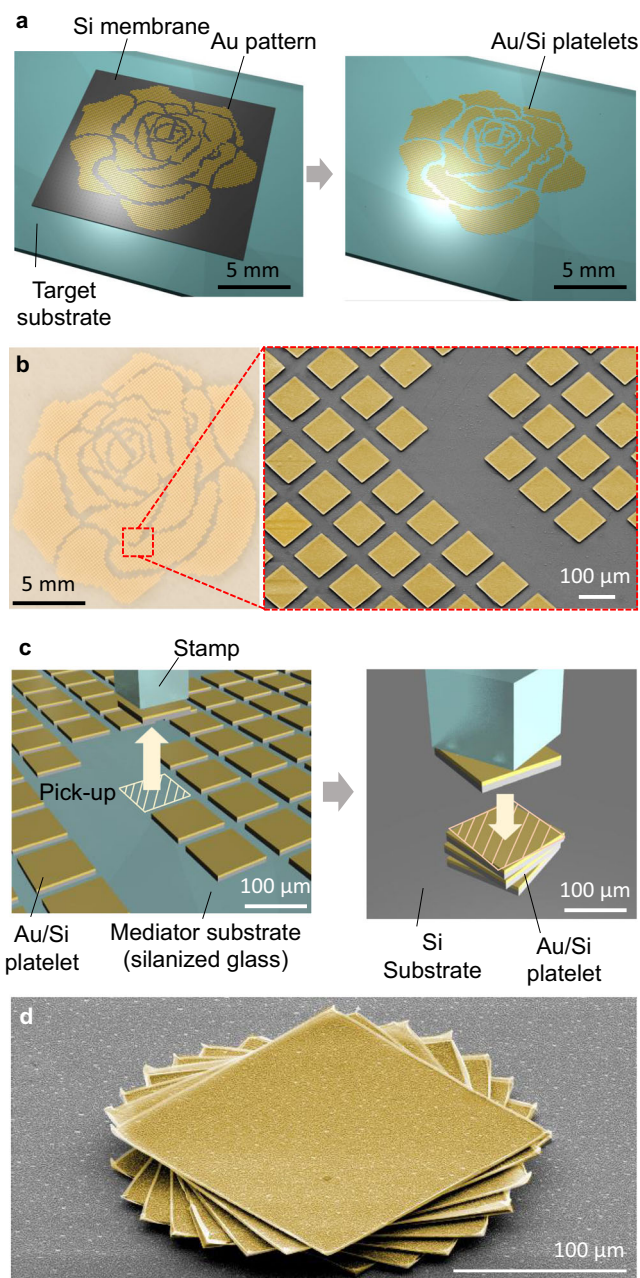 a
Si membrane
Au pattern
Au/Si platelets
5 mm
5 mm
Target
substrate
b
5 mm
100 µm
c
Stamp
Pick-up
100 µm
100 µm
Au/Si
platelet
Mediator substrate
(silanized glass)
Si
Substrate
Au/Si
platelet
d
100 µm